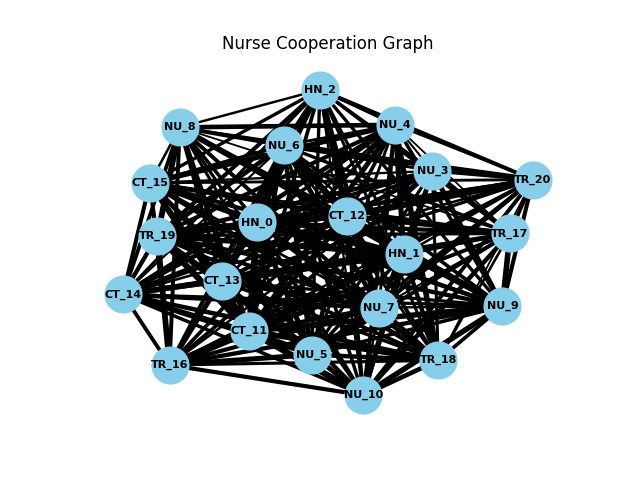 Nurse Cooperation Graph
HN_2
NU_8
NU_4
NU_6
NU_3
CT_15
TR_20
HN_0
CT_12
TR_19
TR_17
HN_1
CT_13
CT_14
NU_7
NU_9
CT_11
NU_5
TR_18
TR_16
NU_10